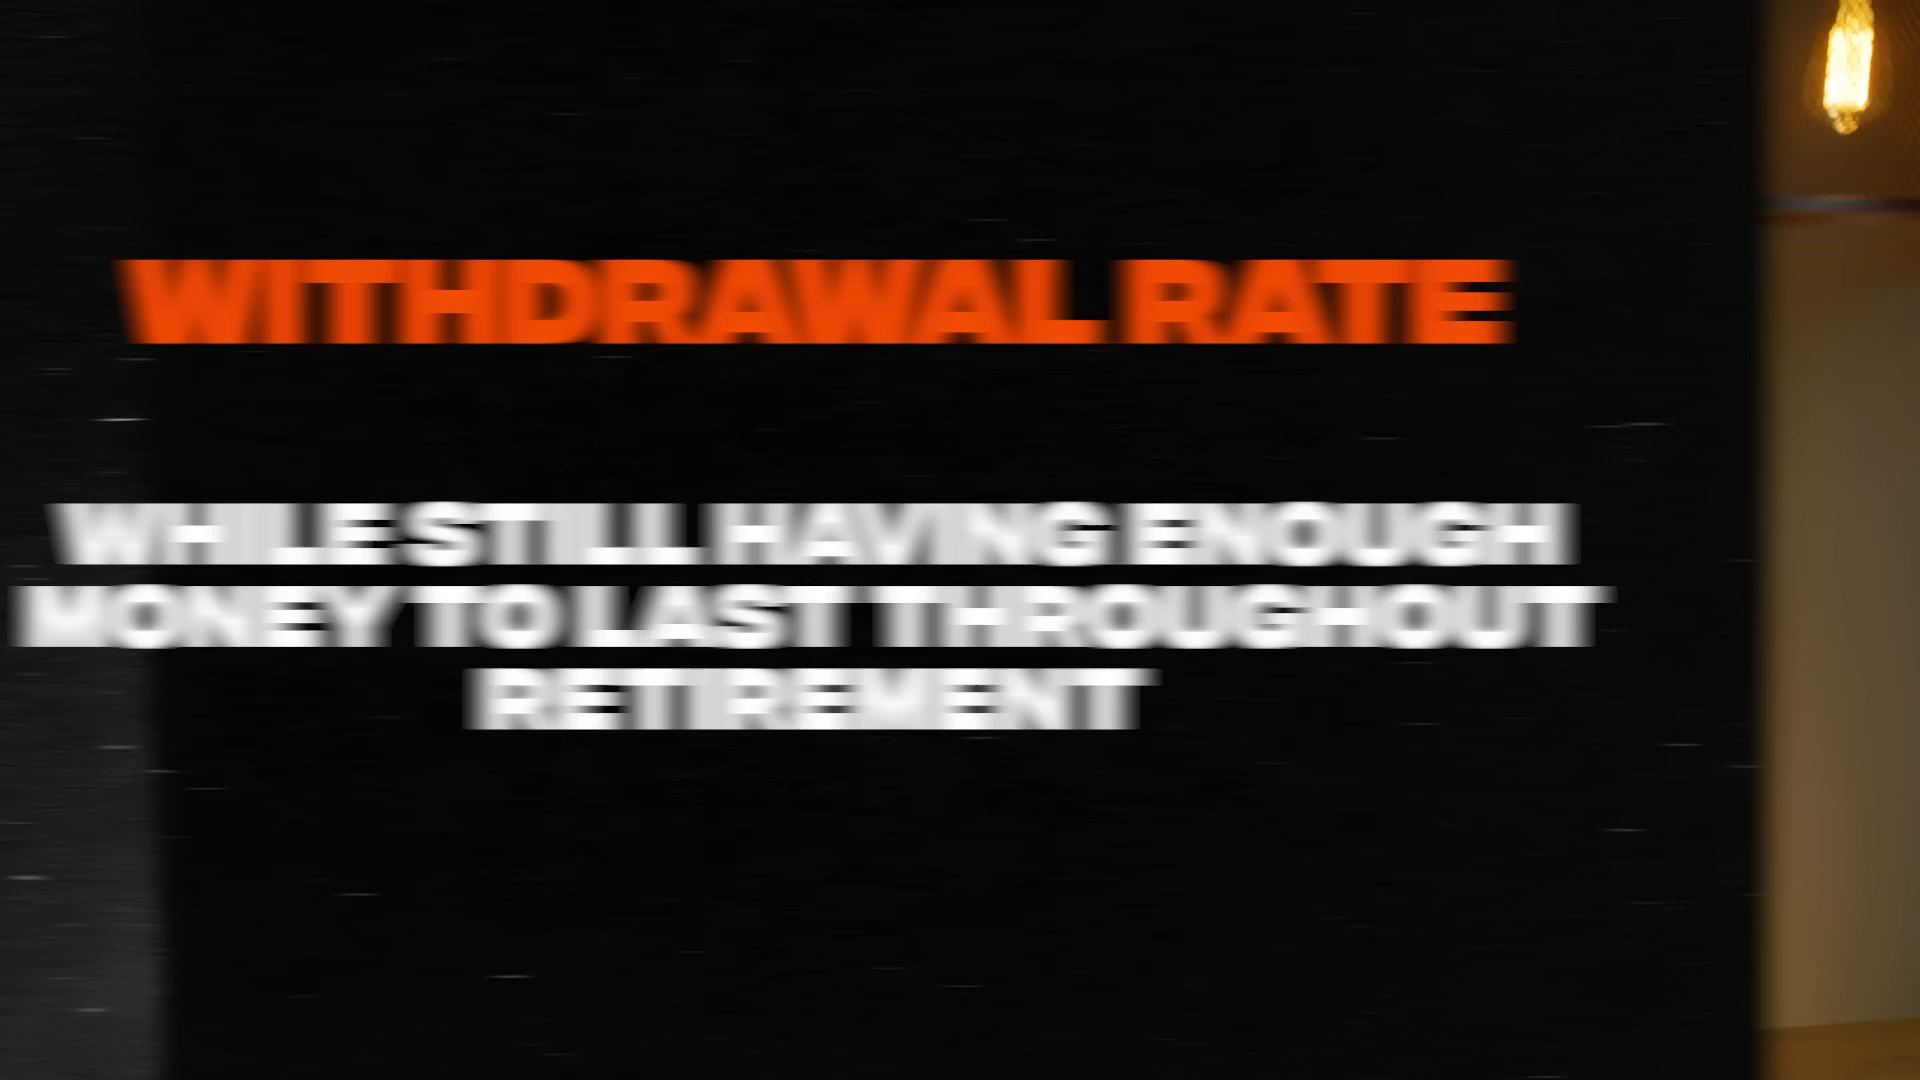 WITHDRAWAL RATE
WHILE STILL HAVING ENOUGH
MONEY TO LAST THROUGHOUT
RETIREMENT